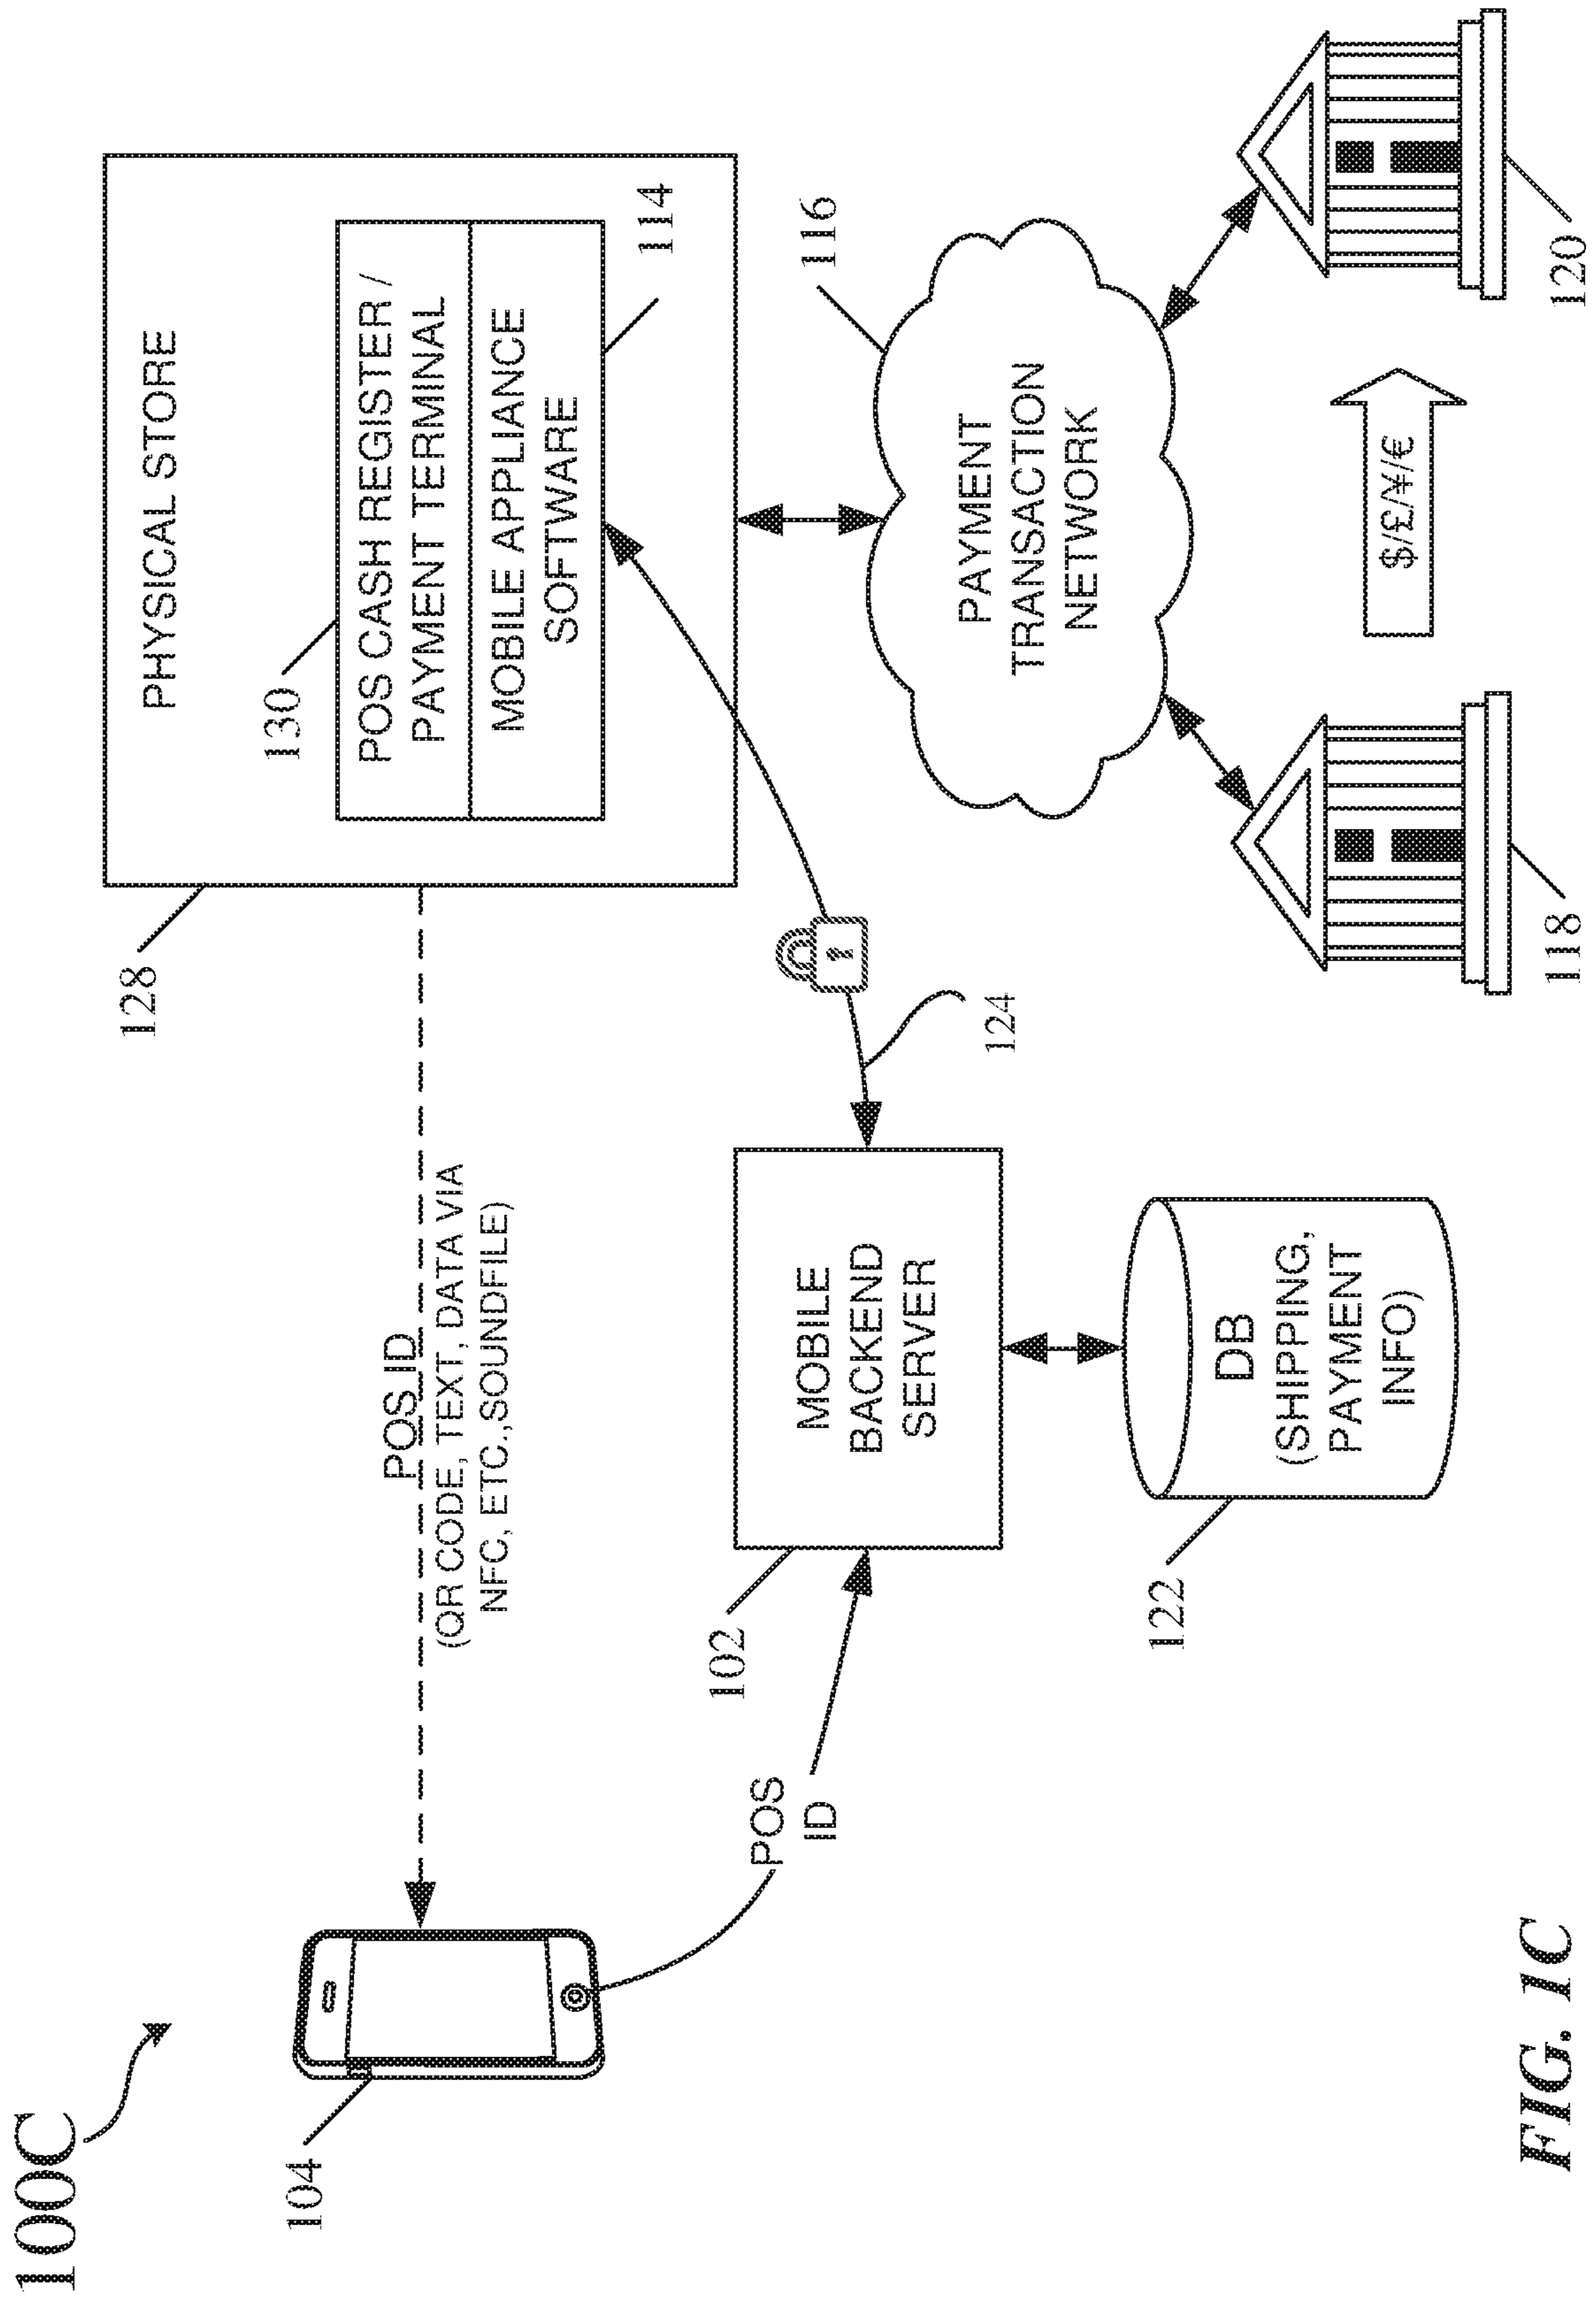 100C
104
POS ID
(QR CODE, TEXT, DATA VIA
NFC, ETC.,SOUNDFILE)
128
PHYSICAL STORE
130
POS CASH REGISTER /
PAYMENT TERMINAL
MOBILE APPLIANCE
SOFTWARE
114
POS
ID
102
MOBILE
BACKEND
SERVER
124
116
PAYMENT
TRANSACTION
NETWORK
122
DB
(SHIPPING,
PAYMENT
INFO)
118
$/£/¥/€
120
FIG. 1C